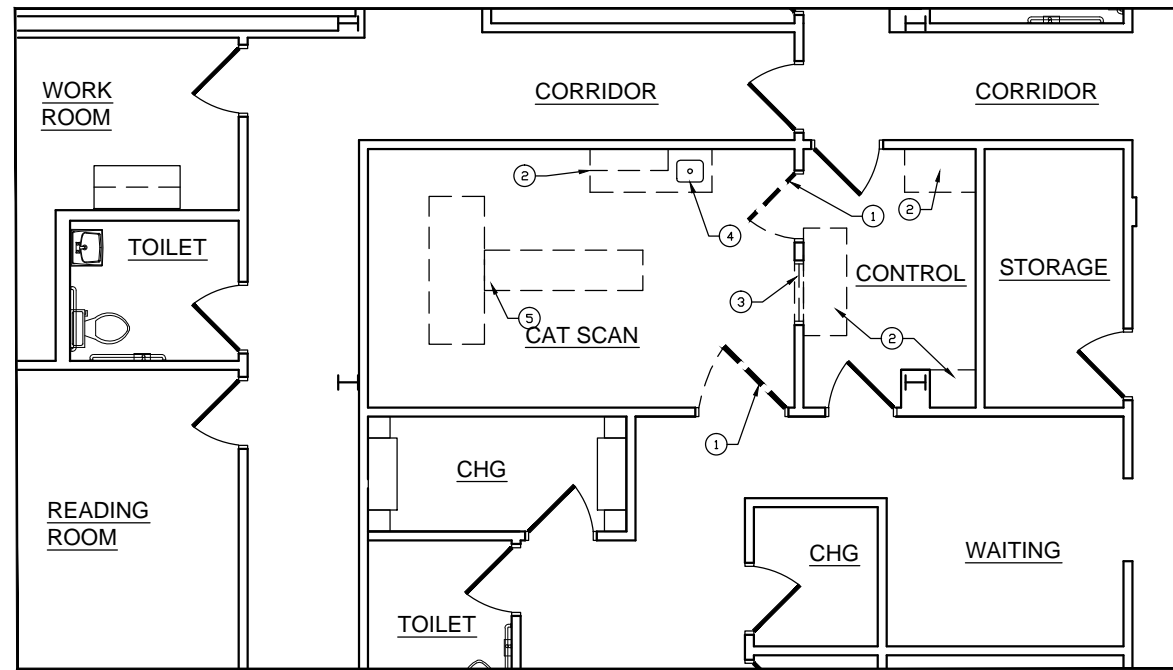 WORK
ROOM
CORRIDOR
CORRIDOR
2
2
1
4
TOILET
CONTROL
STORAGE
3
5
CAT SCAN
2
1
CHG
READING
ROOM
CHG
WAITING
TOILET